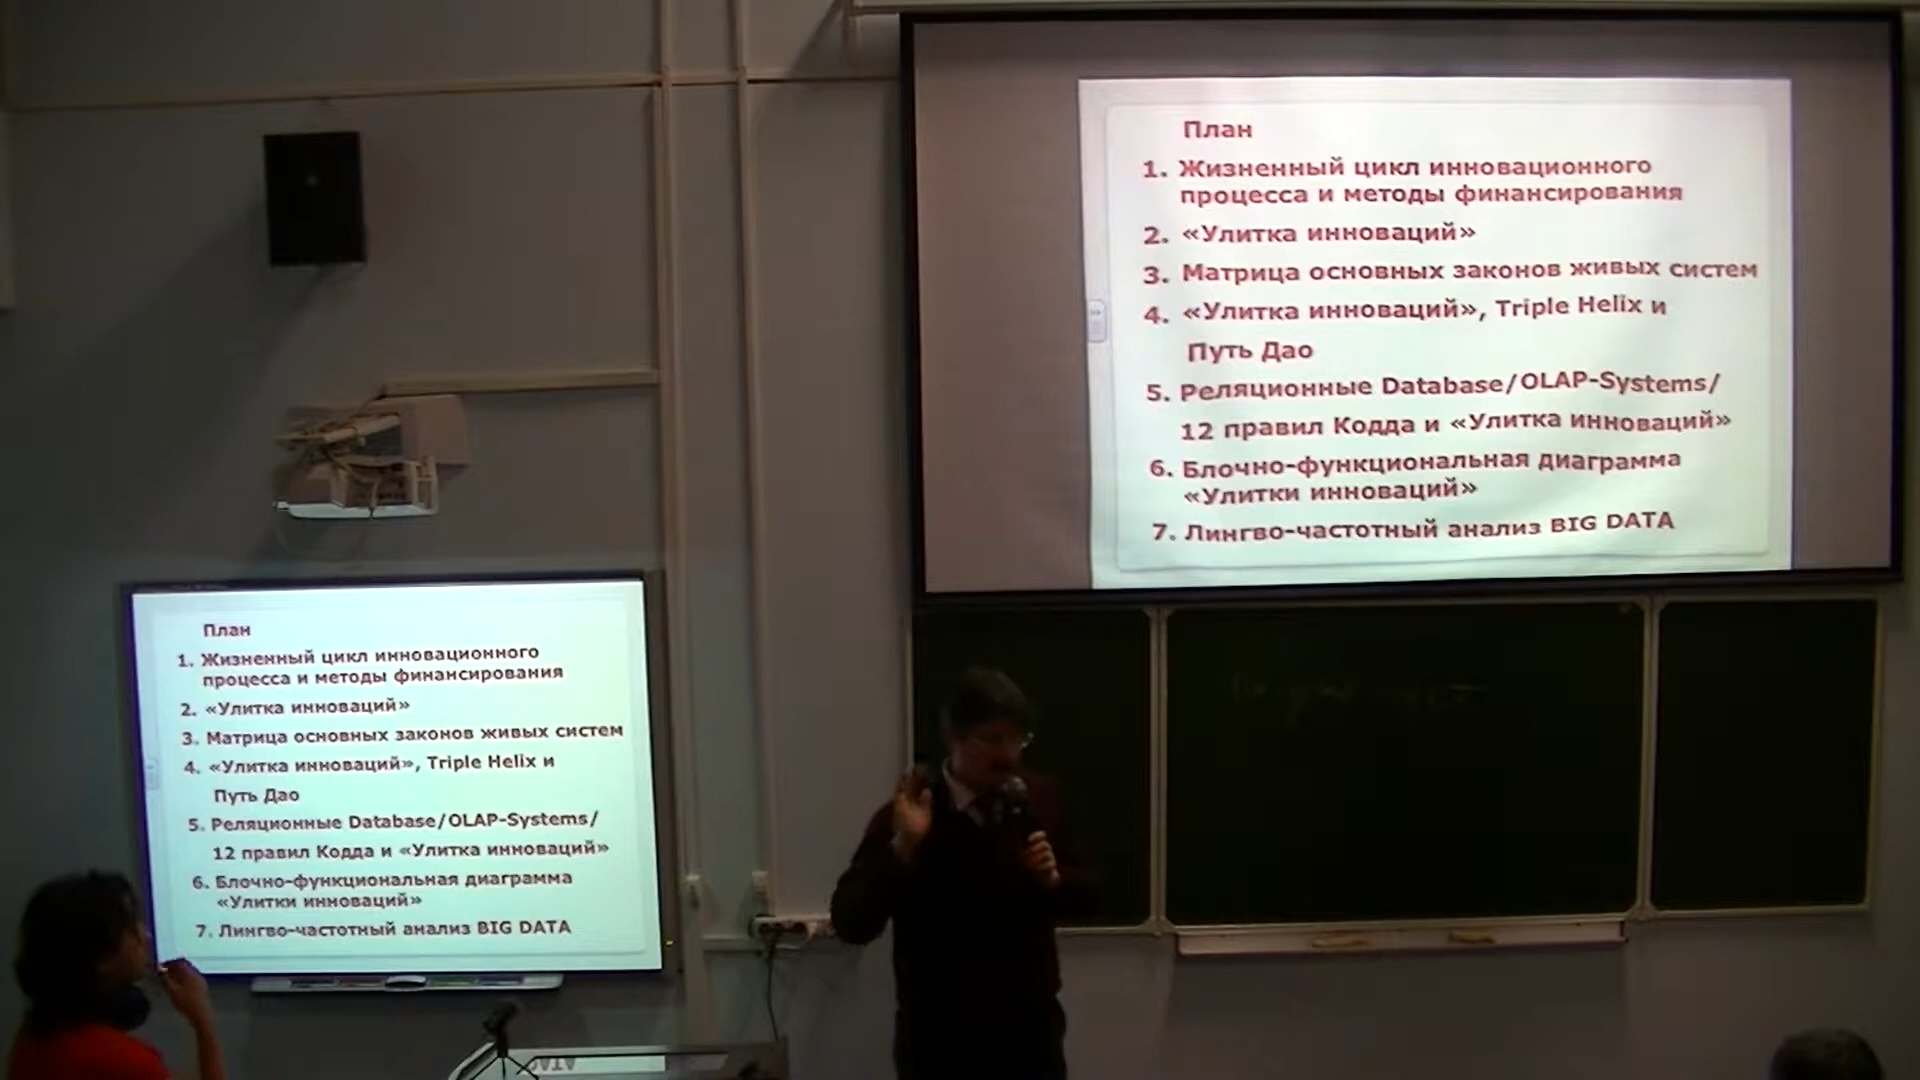 План
1. Жизненный цикл инновационного
процесса и методы финансирования
2. «Улитка инноваций»
3. Матрица основных законов живых систем
4. «Улитка инноваций», Triple Helix и
Путь Дао
5. Реляционные Database/OLAP-Systems/
12 правил Кодда и «Улитка инноваций»
6. Блочно-функциональная диаграмма
«Улитки инноваций»
7. Лингво-частотный анализ BIG DATA
План
1. Жизненный цикл инновационного
процесса и методы финансирования
2. «Улитка инноваций»
3. Матрица основных законов живых систем
4. «Улитка инноваций», Triple Helix и
Путь Дао
5. Реляционные Database/OLAP-Systems/
12 правил Кодда и «Улитка инноваций»
6. Блочно-функциональная диаграмма
«Улитки инноваций»
7. Лингво-частотный анализ BIG DATA